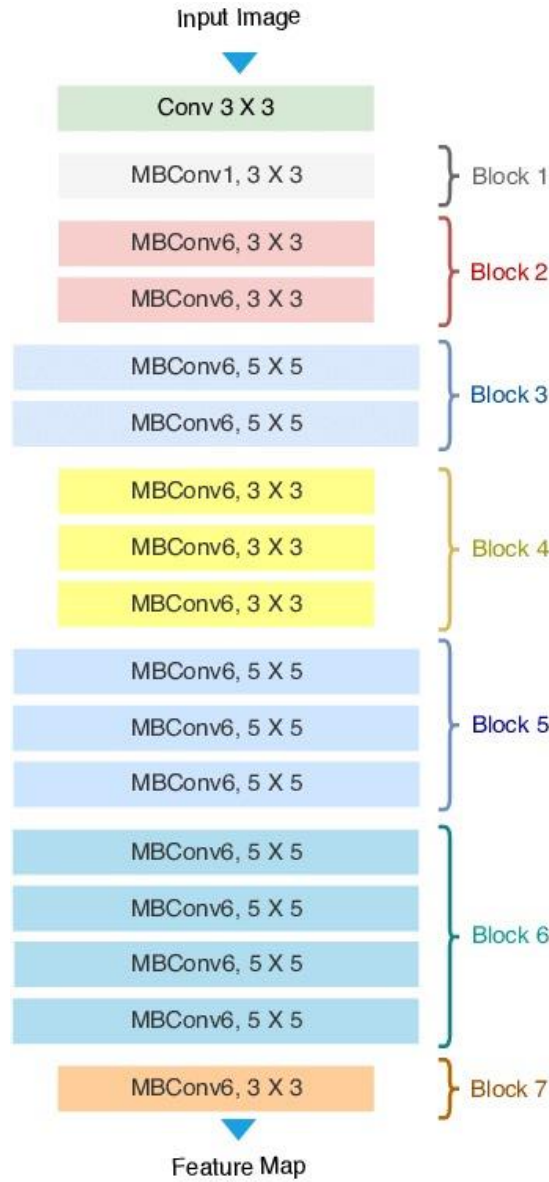 Input Image
Conv 3 X 3
MBConv1, 3 X 3
Block 1
MBConv6, 3 X 3
Block 2
MBConv6, 3 X 3
MBConv6, 5 X 5
Block 3
MBConv6, 5 X 5
MBConv6, 3 X 3
MBConv6, 3 X 3
Block 4
MBConv6, 3 X 3
MBConv6, 5 X 5
MBConv6, 5 X 5
Block 5
MBConv6, 5 X 5
MBConv6, 5 X 5
MBConv6, 5 X 5
Block 6
MBConv6, 5 X 5
MBConv6, 5 X 5
MBConv6, 3 X 3
Block 7
Feature Map